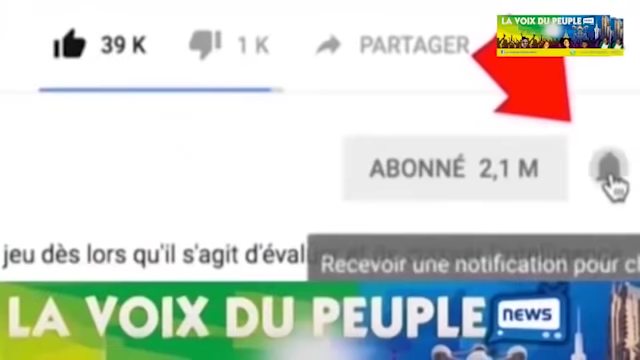 LA VOIX DU PEUPLE
39 K 1 K PARTAGER
ABONNÉ 2,1 M
jeu dès lors qu'il s'agit d'éval
Recevoir une notification pour c
LA VOIX DU PEUPLE NEWS